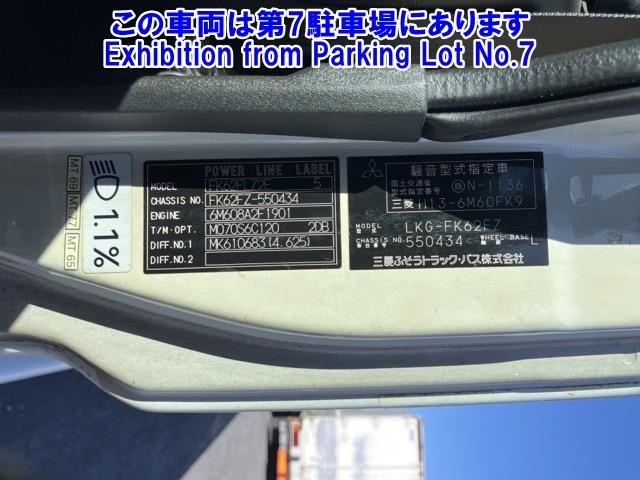 この車両は第7駐車場にあります
Exhibition from Parking Lot No.7
MT 69 MT 77 MT 65
1.1%
POWER LINE LABEL
MODEL 5
CHASSIS NO. FK62FZ-550434
ENGINE 6M608A2F1901
T/M・OPT. M070S6C120 2DB
DIFF.NO.1 MK610683(4.625)
DIFF.NO.2
騒音型式指定車
国土交通省
型式指定番号 N-1136
三菱 H13-6M60FK9
LKG-FK62FZ
CHASSIS NO. 550434 WHEEL BASE L
三菱ふそうトラック・バス株式会社